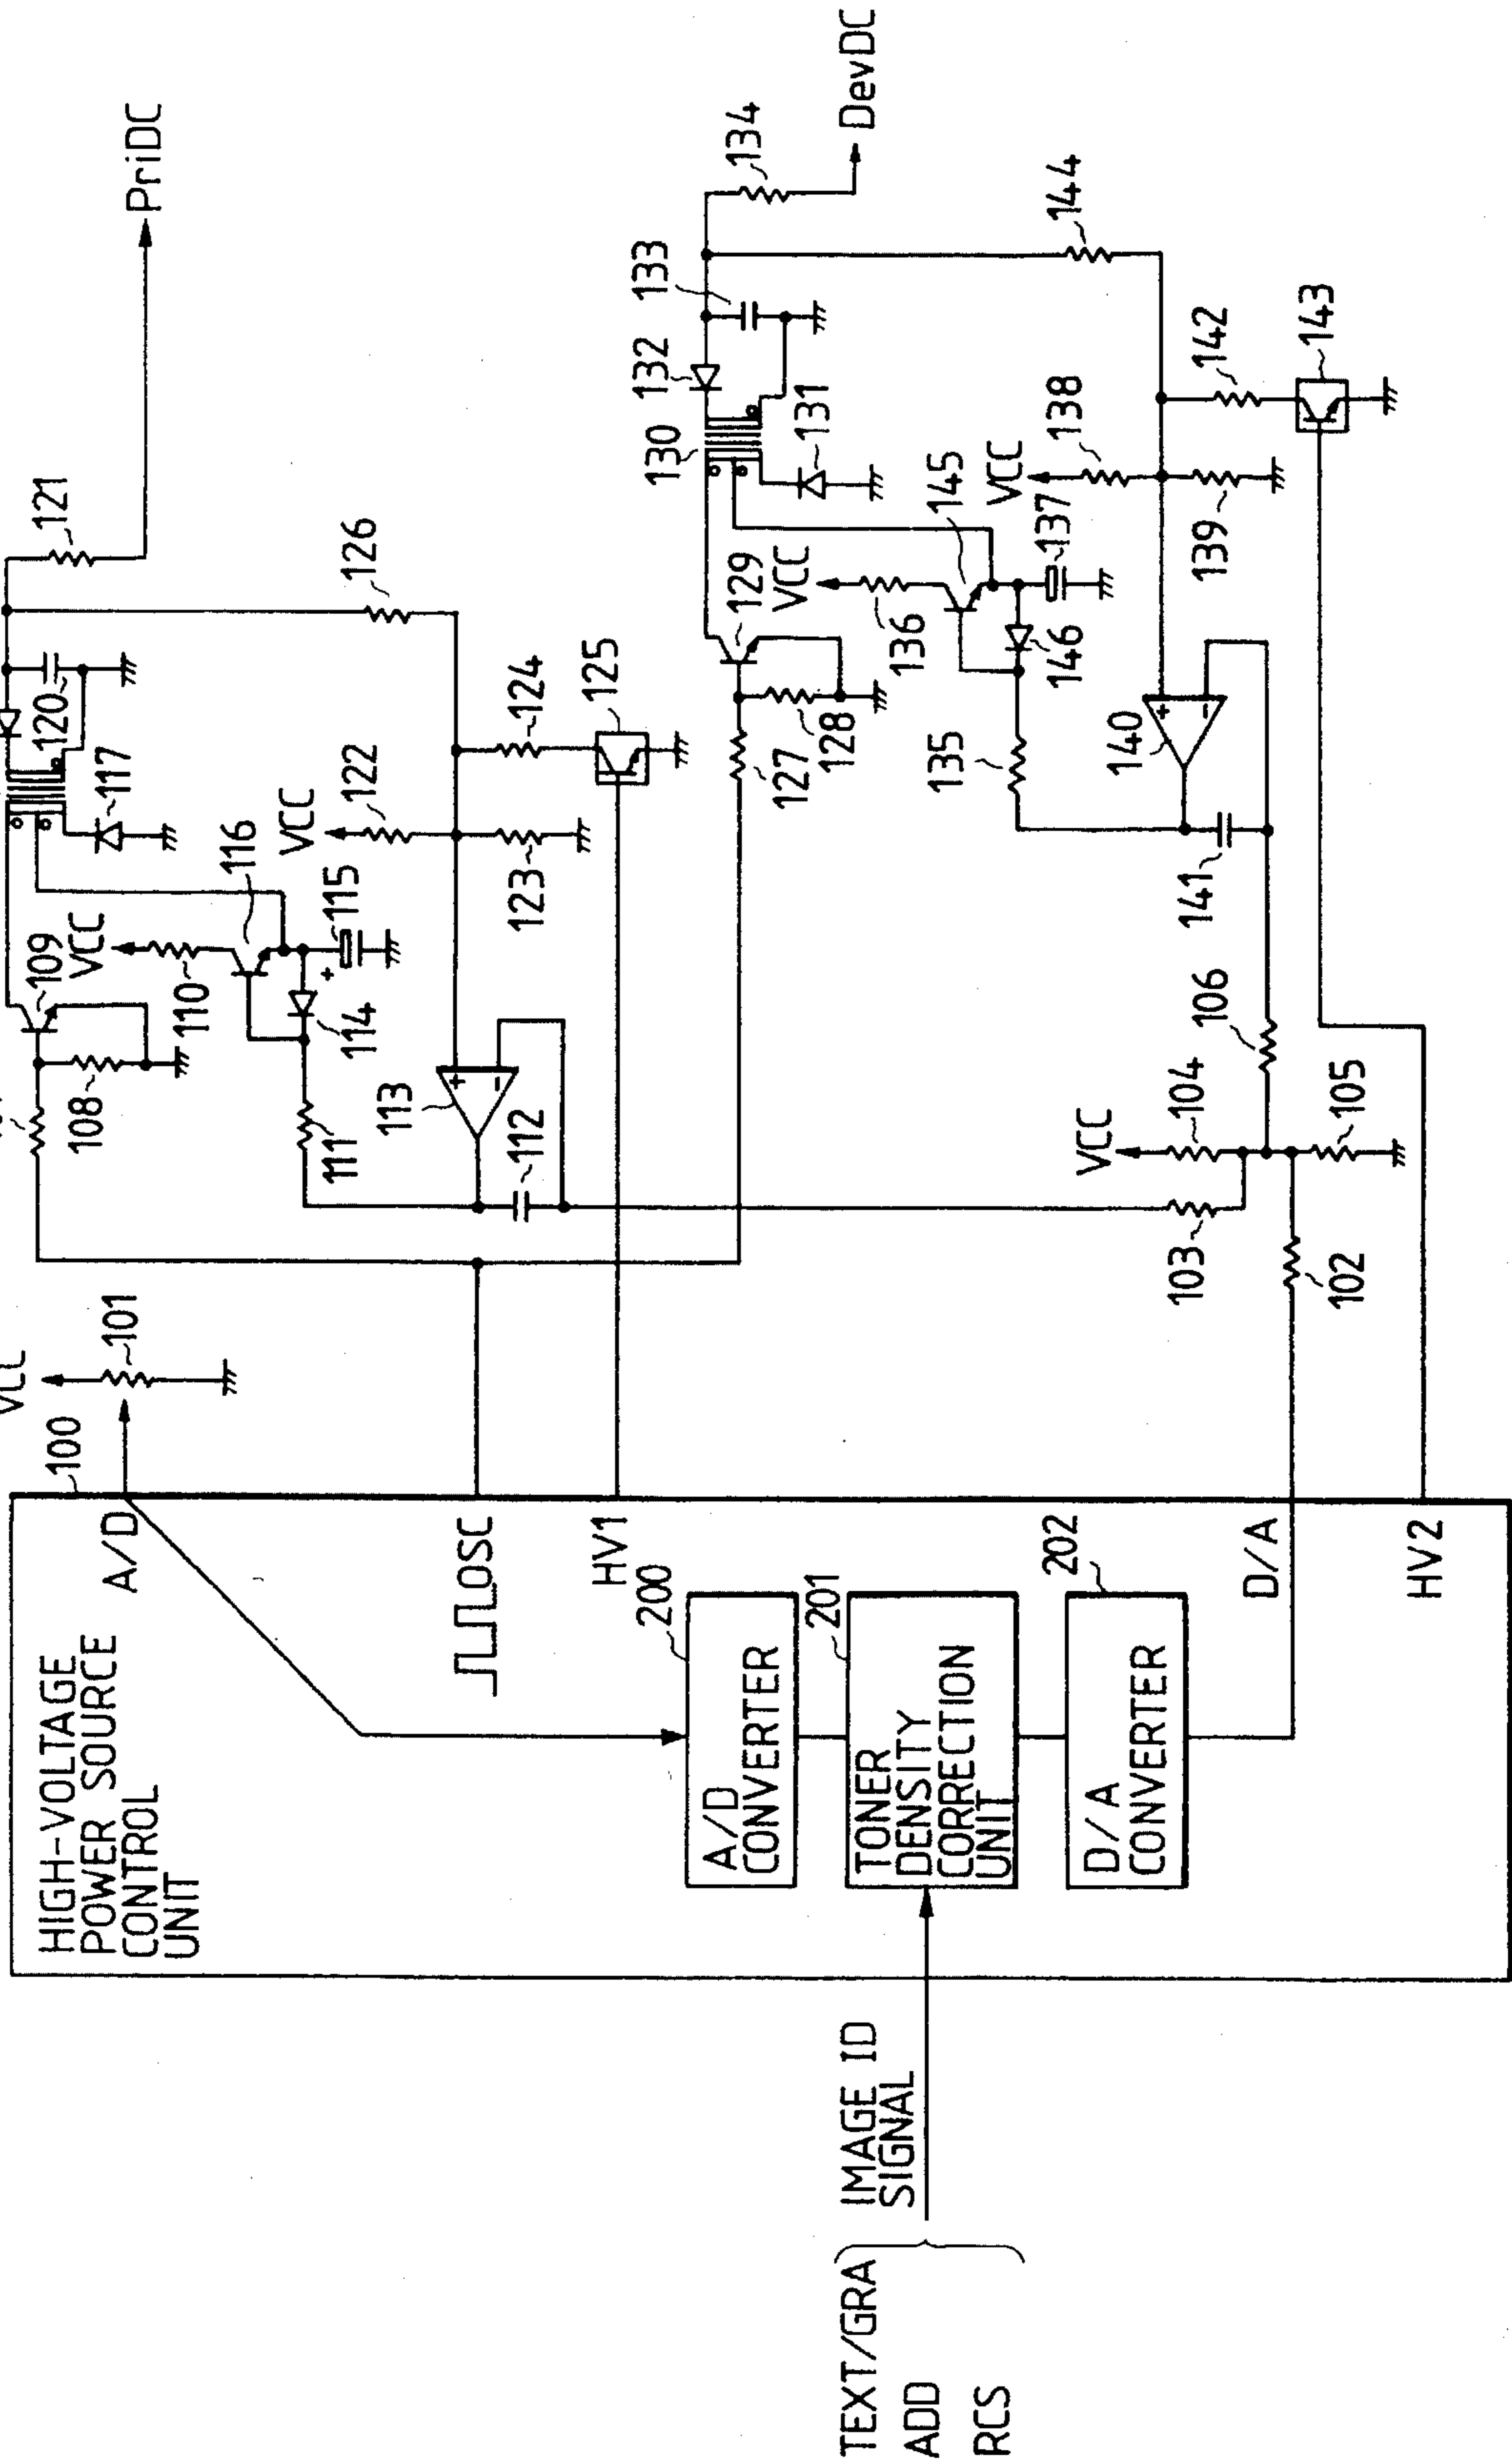 HIGH-VOLTAGE
POWER SOURCE
CONTROL
UNIT
100
A/D
VCC
101
OSC
HV1
200
A/D
CONVERTER
201
TONER
DENSITY
CORRECTION
UNIT
202
D/A
CONVERTER
D/A
HV2
TEXT/GRA
ADD
RCS
IMAGE ID
SIGNAL
108
109
VCC
110
111
112
113
114
+
115
116
117
120
121
PriDC
VCC
122
123
124
125
126
+
-
127
128
129
130
131
132
133
134
DevDC
135
VCC
136
137
145
146
VCC
138
139
140
+
-
141
142
143
144
VCC
102
103
104
105
106